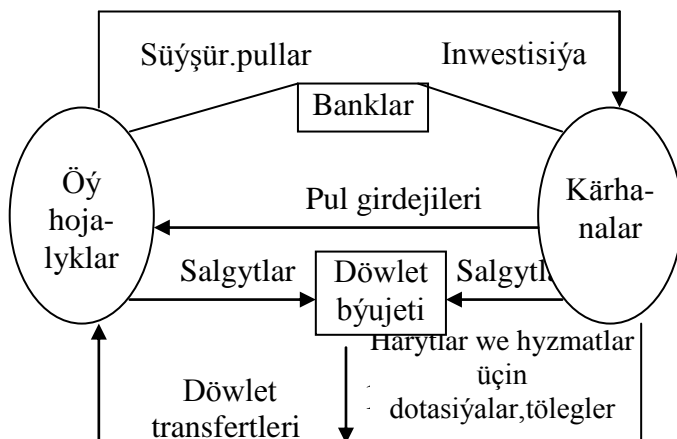 Süýşür.pullar
Inwestisiýa
Banklar
Öý
hoja-
lyklar
Kärha-
nalar
Pul girdejileri
Salgytlar
Döwlet
býujeti
Harytlar we hyzmatlar
üçin
dotasiýalar,tölegler
Döwlet
transfertleri